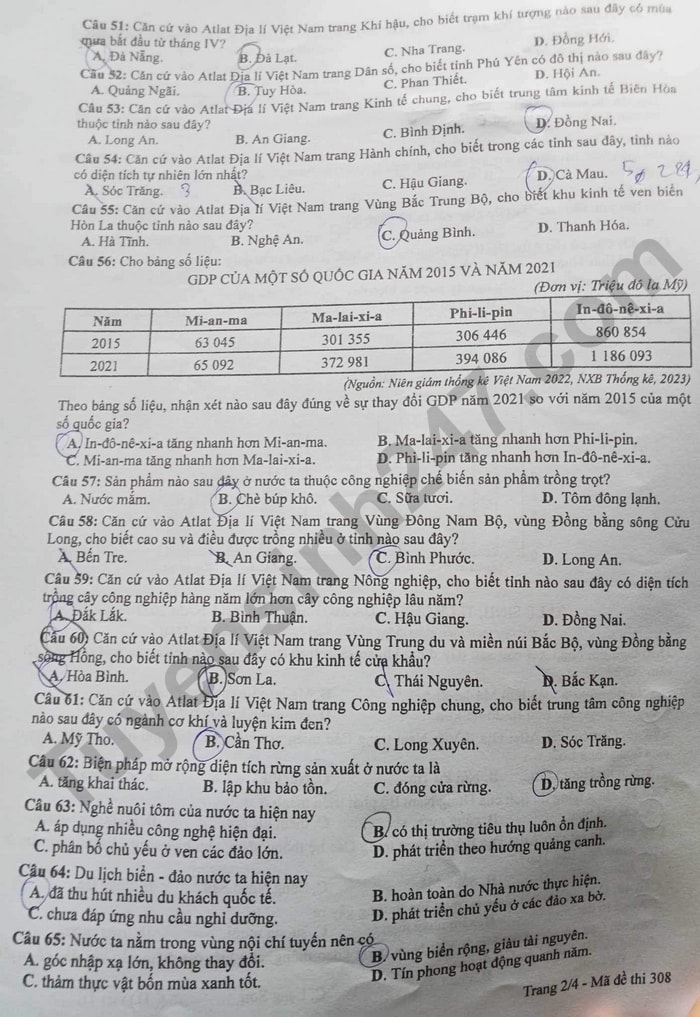 Câu 51: Căn cứ vào Atlat Địa lí Việt Nam trang Khí hậu, cho biết trạm khí tượng nào sau đây có mùa
mưa bắt đầu từ tháng IV?
A. Đà Nẵng. B. Đà Lạt. C. Nha Trang. D. Đồng Hới.
Câu 52: Căn cứ vào Atlat Địa lí Việt Nam trang Dân số, cho biết tỉnh Phú Yên có đô thị nào sau đây?
A. Quảng Ngãi. B. Tuy Hòa. C. Phan Thiết. D. Hội An.
Câu 53: Căn cứ vào Atlat Địa lí Việt Nam trang Kinh tế chung, cho biết trung tâm kinh tế Biên Hòa
thuộc tỉnh nào sau đây?
A. Long An. B. An Giang. C. Bình Định. D. Đồng Nai.
Câu 54: Căn cứ vào Atlat Địa lí Việt Nam trang Hành chính, cho biết trong các tỉnh sau đây, tỉnh nào
có diện tích tự nhiên lớn nhất?
A. Sóc Trăng. 3 B. Bạc Liêu. C. Hậu Giang. D. Cà Mau.
Câu 55: Căn cứ vào Atlat Địa lí Việt Nam trang Vùng Bắc Trung Bộ, cho biết khu kinh tế ven biển
Hòn La thuộc tỉnh nào sau đây?
A. Hà Tĩnh. B. Nghệ An. C. Quảng Bình. D. Thanh Hóa.
Câu 56: Cho bảng số liệu:
GDP CỦA MỘT SỐ QUỐC GIA NĂM 2015 VÀ NĂM 2021
(Đơn vị: Triệu đô la Mỹ)
Năm Mi-an-ma Ma-lai-xi-a Phi-li-pin In-đô-nê-xi-a
2015 63 045 301 355 306 446 860 854
2021 65 092 372 981 394 086 1 186 093
(Nguồn: Niên giám thống kê Việt Nam 2022, NXB Thống kê, 2023)
Theo bảng số liệu, nhận xét nào sau đây đúng về sự thay đổi GDP năm 2021 so với năm 2015 của một
số quốc gia?
A. In-đô-nê-xi-a tăng nhanh hơn Mi-an-ma. B. Ma-lai-xi-a tăng nhanh hơn Phi-li-pin.
C. Mi-an-ma tăng nhanh hơn Ma-lai-xi-a. D. Phi-li-pin tăng nhanh hơn In-đô-nê-xi-a.
Câu 57: Sản phẩm nào sau đây ở nước ta thuộc công nghiệp chế biến sản phẩm trồng trọt?
A. Nước mắm. B. Chè búp khô. C. Sữa tươi. D. Tôm đông lạnh.
Câu 58: Căn cứ vào Atlat Địa lí Việt Nam trang Vùng Đông Nam Bộ, vùng Đồng bằng sông Cửu
Long, cho biết cao su và điều được trồng nhiều ở tỉnh nào sau đây?
A. Bến Tre. B. An Giang. C. Bình Phước. D. Long An.
Câu 59: Căn cứ vào Atlat Địa lí Việt Nam trang Nông nghiệp, cho biết tỉnh nào sau đây có diện tích
trồng cây công nghiệp hàng năm lớn hơn cây công nghiệp lâu năm?
A. Đắk Lắk. B. Bình Thuận. C. Hậu Giang. D. Đồng Nai.
Câu 60: Căn cứ vào Atlat Địa lí Việt Nam trang Vùng Trung du và miền núi Bắc Bộ, vùng Đồng bằng
sông Hồng, cho biết tỉnh nào sau đây có khu kinh tế cửa khẩu?
A. Hòa Bình. B. Sơn La. C. Thái Nguyên. D. Bắc Kạn.
Câu 61: Căn cứ vào Atlat Địa lí Việt Nam trang Công nghiệp chung, cho biết trung tâm công nghiệp
nào sau đây có ngành cơ khí và luyện kim đen?
A. Mỹ Tho. B. Cần Thơ. C. Long Xuyên. D. Sóc Trăng.
Câu 62: Biện pháp mở rộng diện tích rừng sản xuất ở nước ta là
A. tăng khai thác. B. lập khu bảo tồn. C. đóng cửa rừng. D. tăng trồng rừng.
Câu 63: Nghề nuôi tôm của nước ta hiện nay
A. áp dụng nhiều công nghệ hiện đại. B. có thị trường tiêu thụ luôn ổn định.
C. phân bố chủ yếu ở ven các đảo lớn. D. phát triển theo hướng quảng canh.
Câu 64: Du lịch biển - đảo nước ta hiện nay
A. đã thu hút nhiều du khách quốc tế. B. hoàn toàn do Nhà nước thực hiện.
C. chưa đáp ứng nhu cầu nghỉ dưỡng. D. phát triển chủ yếu ở các đảo xa bờ.
Câu 65: Nước ta nằm trong vùng nội chí tuyến nên có
A. góc nhập xạ lớn, không thay đổi. B. vùng biển rộng, giàu tài nguyên.
C. thảm thực vật bốn mùa xanh tốt. D. Tín phong hoạt động quanh năm.
Trang 2/4 - Mã đề thi 308
Tuyensinh247.com